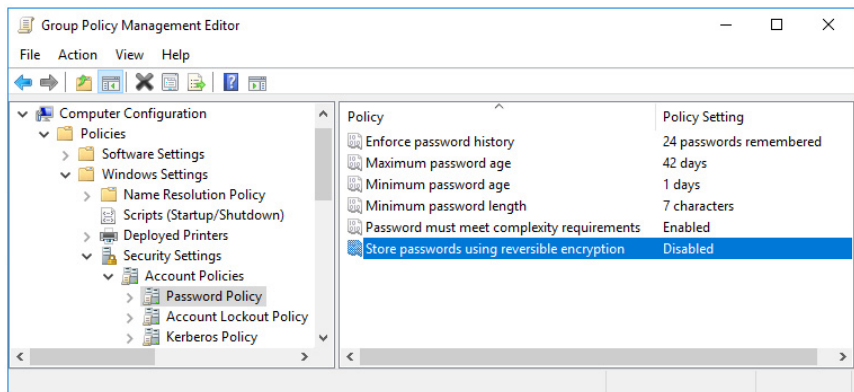 Group Policy Management Editor
File Action View Help
Computer Configuration
Policies
Software Settings
Windows Settings
Name Resolution Policy
Scripts (Startup/Shutdown)
Deployed Printers
Security Settings
Account Policies
Password Policy
Account Lockout Policy
Kerberos Policy
Policy Policy Setting
Enforce password history 24 passwords remembered
Maximum password age 42 days
Minimum password age 1 days
Minimum password length 7 characters
Password must meet complexity requirements Enabled
Store passwords using reversible encryption Disabled